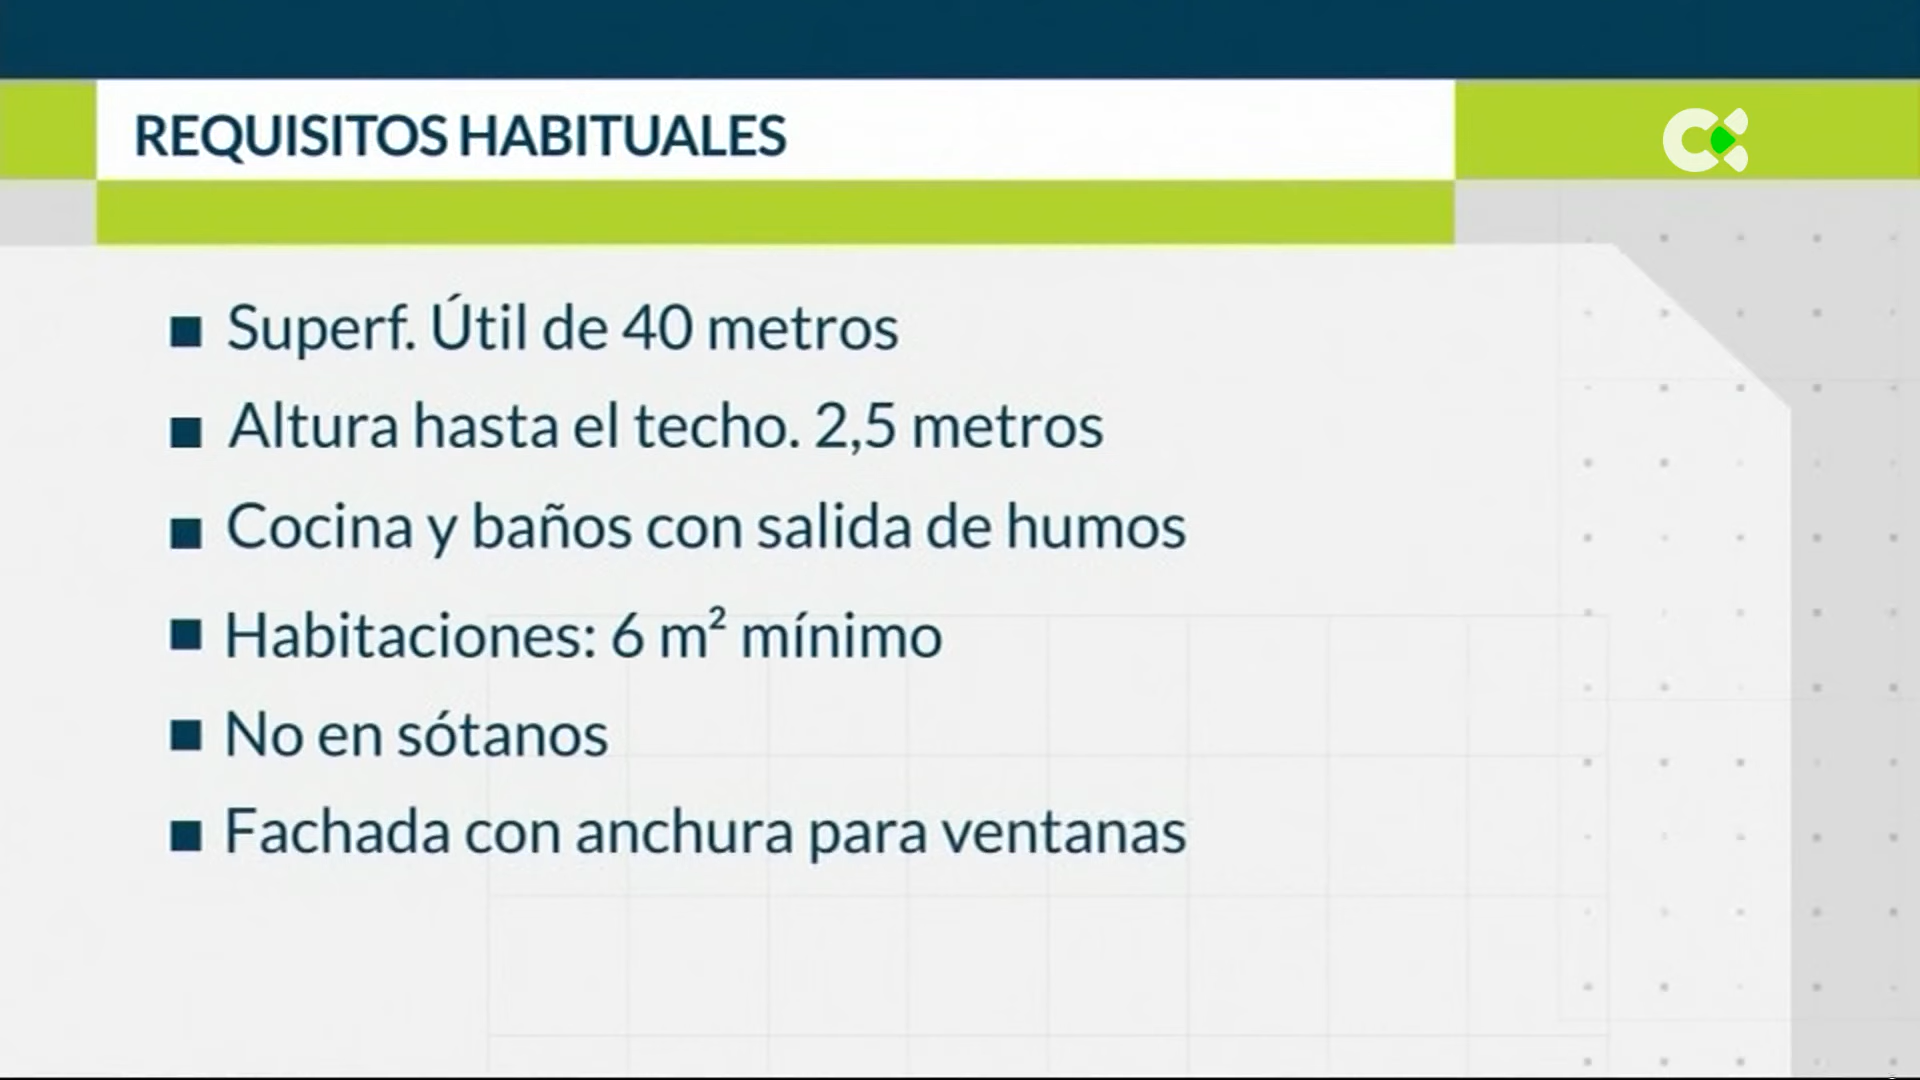 REQUISITOS HABITUALES
Superf. Útil de 40 metros
Altura hasta el techo. 2,5 metros
Cocina y baños con salida de humos
Habitaciones: 6 m² mínimo
No en sótanos
Fachada con anchura para ventanas